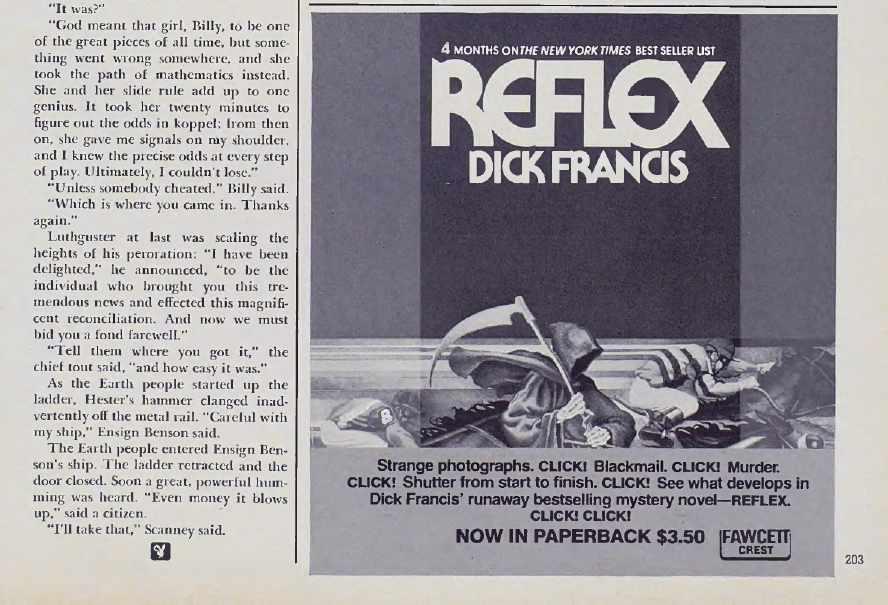 "It was?"
"God meant that girl, Billy, to be one
of the great pieces of all time, but some-
thing went wrong somewhere, and she
took the path of mathematics instead.
She and her slide rule add up to one
genius. It took her twenty minutes to
figure out the odds in koppel; from then
on, she gave me signals on my shoulder,
and I knew the precise odds at every step
of play. Ultimately, I couldn't lose."
"Unless somebody cheated," Billy said.
"Which is where you came in. Thanks
again."
Luthguster at last was scaling the
heights of his peroration: "I have been
delighted," he announced, "to be the
individual who brought you this tre-
mendous news and effected this magnifi-
cent reconciliation. And now we must
bid you a fond farewell."
"Tell them where you got it," the
chief tout said, "and how easy it was."
As the Earth people started up the
ladder, Hester's hammer clanged inad-
vertently off the metal rail. "Careful with
my ship," Ensign Benson said.
The Earth people entered Ensign Ben-
son's ship. The ladder retracted and the
door closed. Soon a great, powerful hum-
ming was heard. "Even money it blows
up," said a citizen.
"I'll take that," Scanney said.
4 MONTHS ON THE NEW YORK TIMES BEST SELLER LIST
REFLEX
DICK FRANCIS
8
Strange photographs. CLICK! Blackmail. CLICK! Murder.
CLICK! Shutter from start to finish. CLICK! See what develops in
Dick Francis' runaway bestselling mystery novel—REFLEX.
CLICK! CLICK!
NOW IN PAPERBACK $3.50
FAWCETT
CREST
203